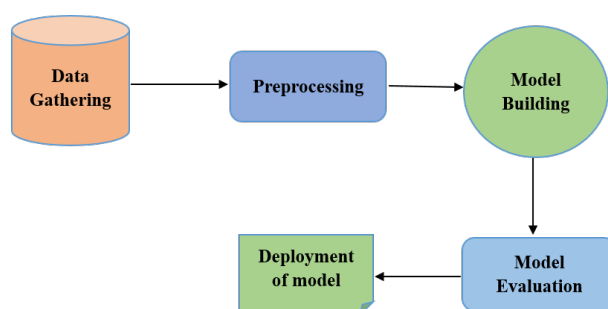 Data
Gathering
Preprocessing
Model
Building
Model
Evaluation
Deployment
of model